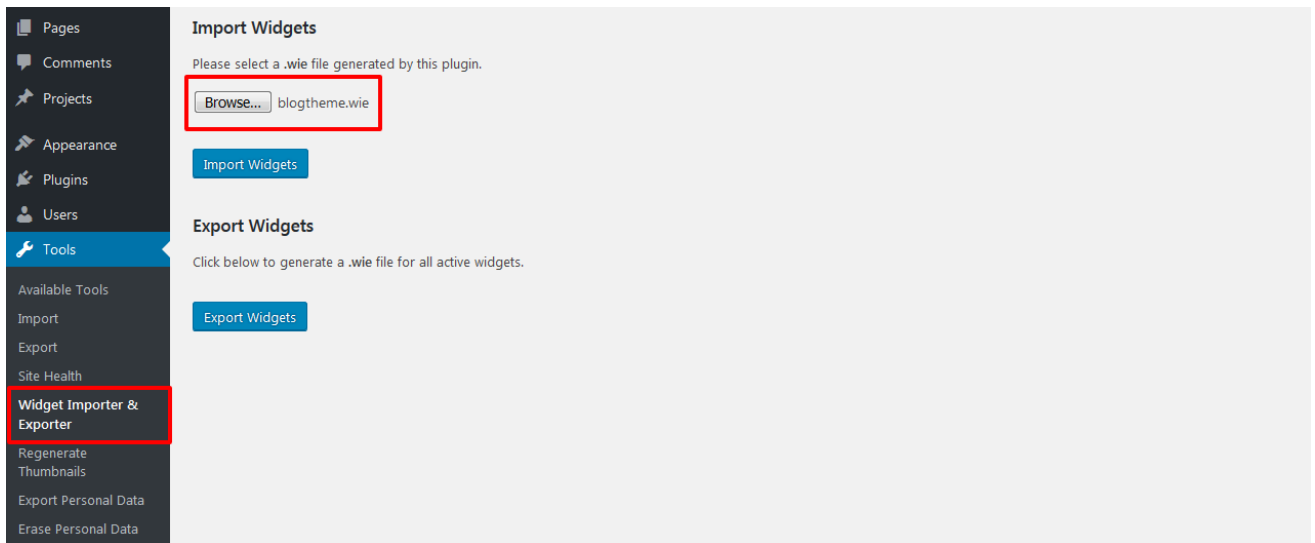 Pages
Comments
Projects
Appearance
Plugins
Users
Tools
Available Tools
Import
Export
Site Health
Widget Importer &
Exporter
Regenerate
Thumbnails
Export Personal Data
Erase Personal Data
Import Widgets
Please select a .wie file generated by this plugin.
Browse... blogtheme.wie
Import Widgets
Export Widgets
Click below to generate a .wie file for all active widgets.
Export Widgets